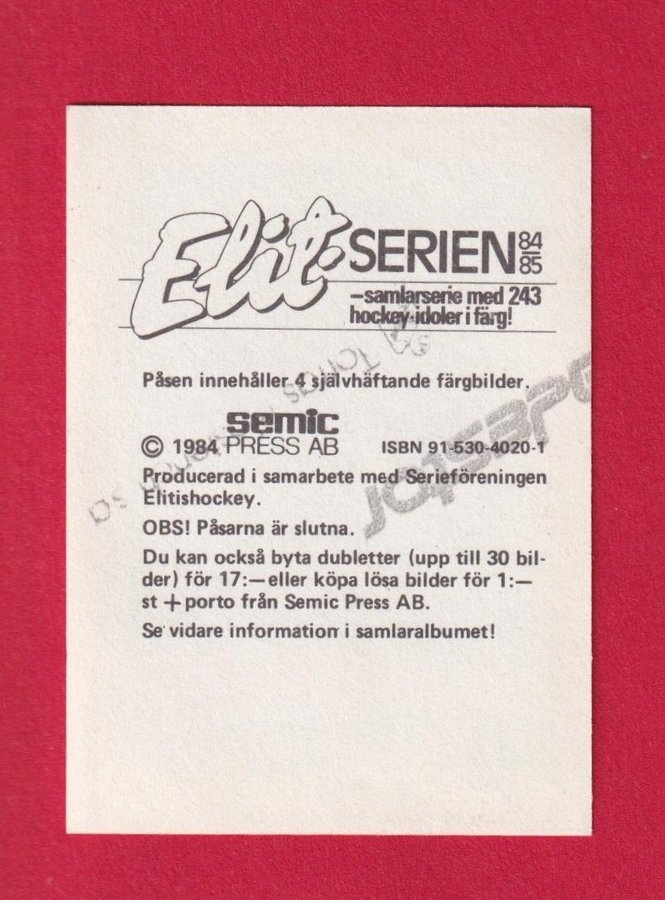 Elit-SERIEN 84/85
–samlarserie med 243
hockey-idoler i färg!
Påsen innehåller 4 självhäftande färgbilder.
semic
© 1984 PRESS AB ISBN 91-530-4020-1
Producerad i samarbete med Serieföreningen
Elitishockey.
OBS! Påsarna är slutna.
Du kan också byta dubletter (upp till 30 bil-
der) för 17:— eller köpa lösa bilder för 1:—
st + porto från Semic Press AB.
Se vidare information i samlaralbumet!